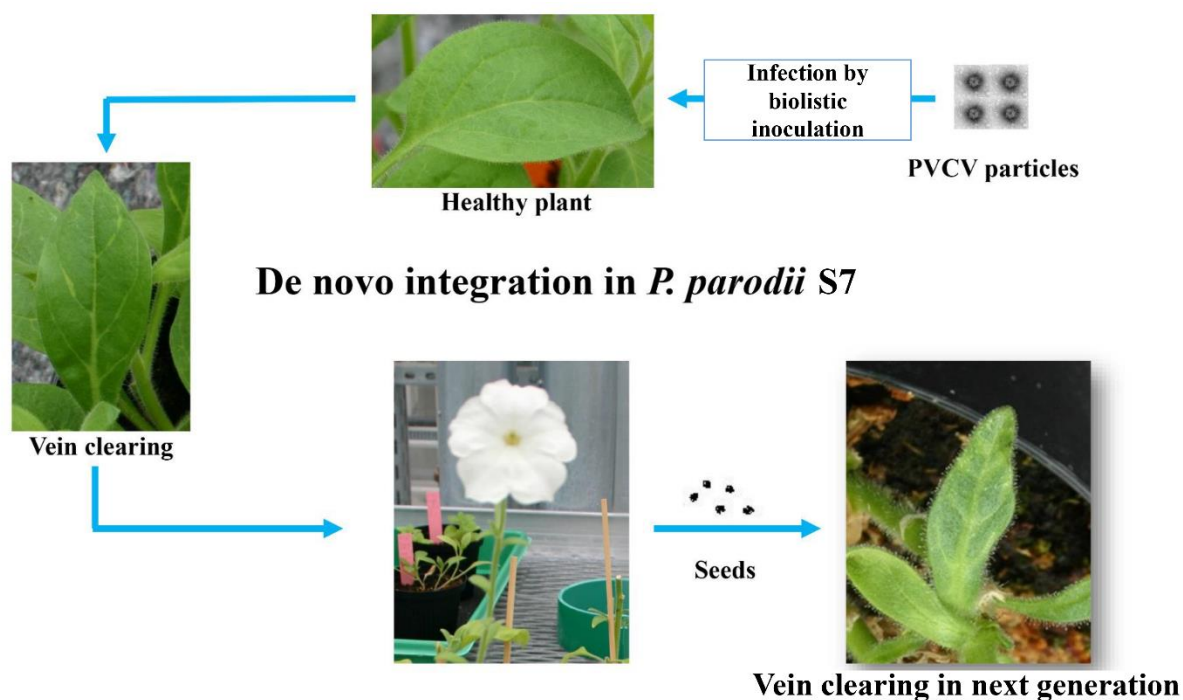 Infection by
biolistic
inoculation
PVCV particles
Healthy plant
De novo integration in P. parodii S7
Vein clearing
Seeds
Vein clearing in next generation